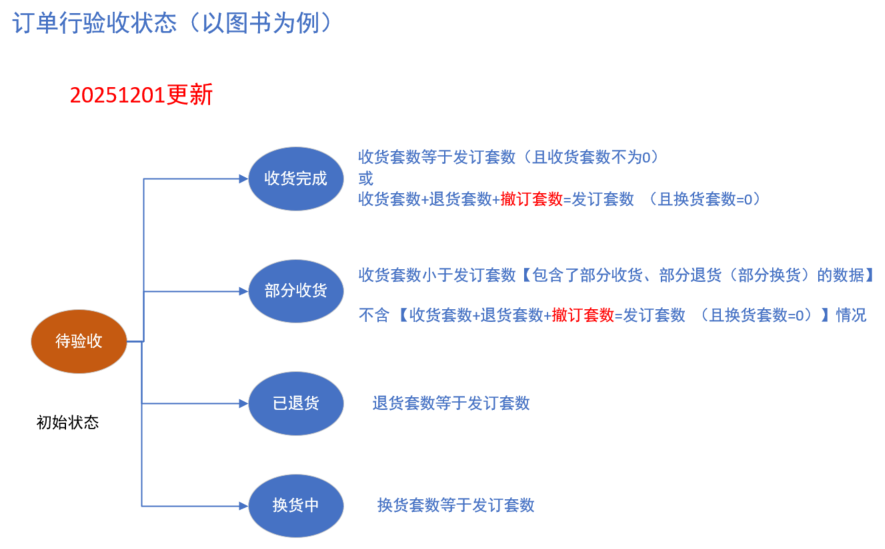 订单行验收状态（以图书为例）
20251201更新
收货完成
收货套数等于发订套数（且收货套数不为0）
或
收货套数+退货套数+撤订套数=发订套数 （且换货套数=0）
部分收货
收货套数小于发订套数【包含了部分收货、部分退货（部分换货）的数据】
不含 【收货套数+退货套数+撤订套数=发订套数 （且换货套数=0）】情况
待验收
初始状态
已退货
退货套数等于发订套数
换货中
换货套数等于发订套数